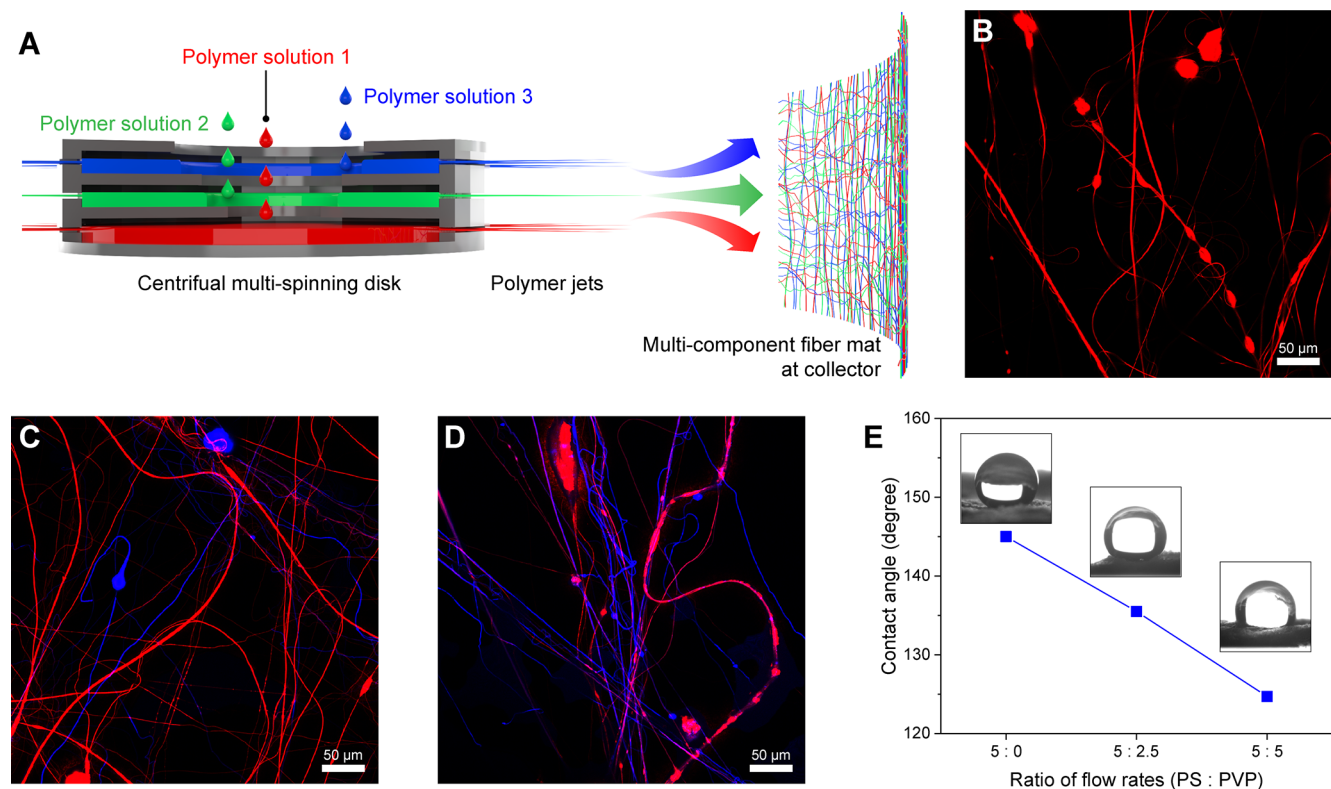 A
Polymer solution 1
Polymer solution 3
Polymer solution 2
Centrifual multi-spinning disk
Polymer jets
Multi-component fiber mat
at collector
B
50 µm
C
50 µm
D
50 µm
E
160
150
140
130
120
Contact angle (degree)
5 : 0
5 : 2.5
5 : 5
Ratio of flow rates (PS : PVP)